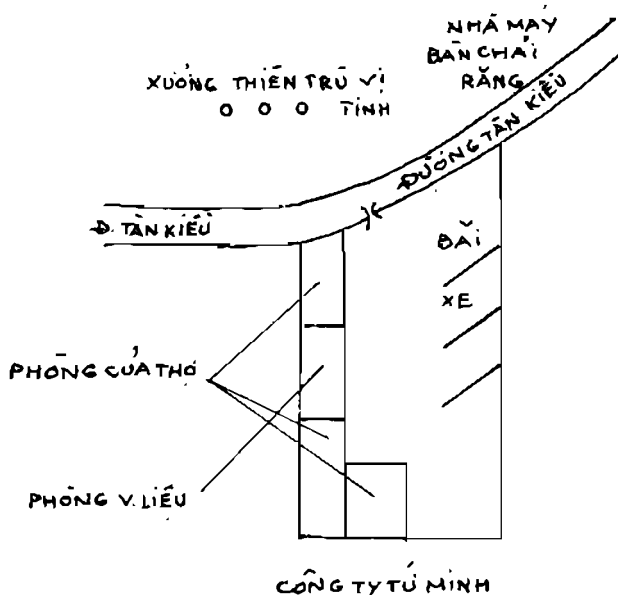 NHÀ MÁY
BÀN CHẢI
RĂNG
XƯỞNG THIÊN TRÙ VỊ
TINH
ĐƯỜNG TÂN KIỀU
Đ. TÂN KIỀU
BÃI
XE
PHÒNG CỦA THỢ
PHÒNG V. LIỆU
CÔNG TY TỨ MINH